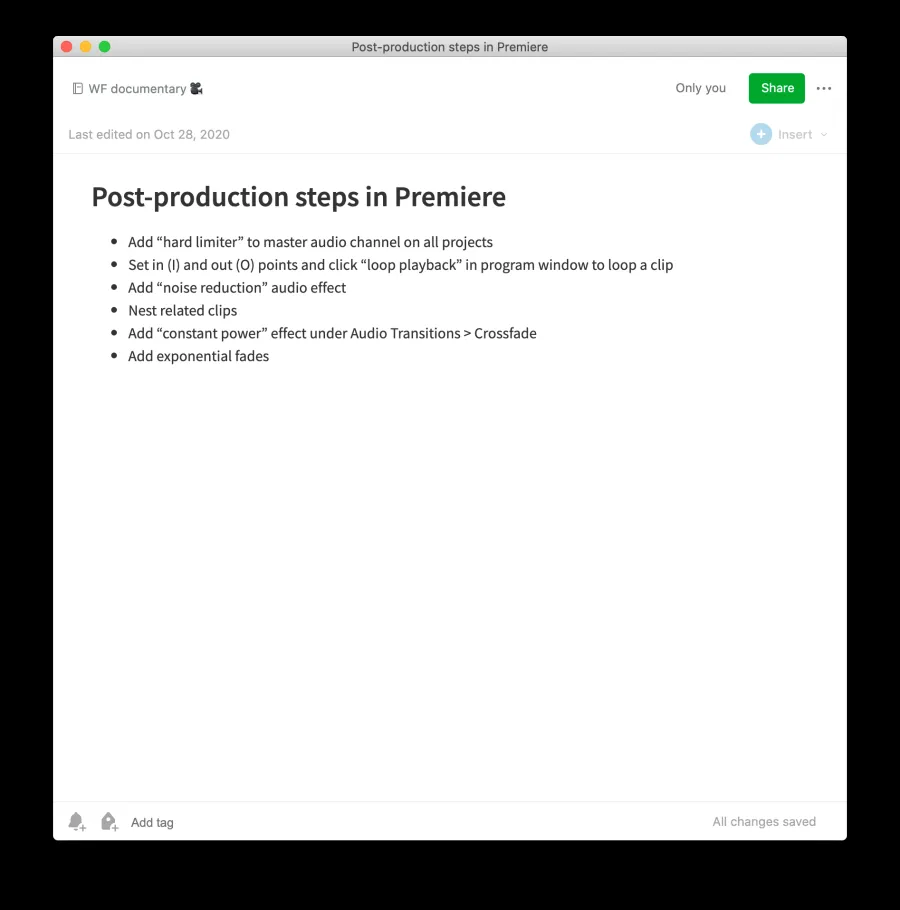 Post-production steps in Premiere
WF documentary 🎥
Only you
Share
Last edited on Oct 28, 2020
Insert
Post-production steps in Premiere
• Add “hard limiter” to master audio channel on all projects
• Set in (I) and out (O) points and click “loop playback” in program window to loop a clip
• Add “noise reduction” audio effect
• Nest related clips
• Add “constant power” effect under Audio Transitions > Crossfade
• Add exponential fades
Add tag
All changes saved